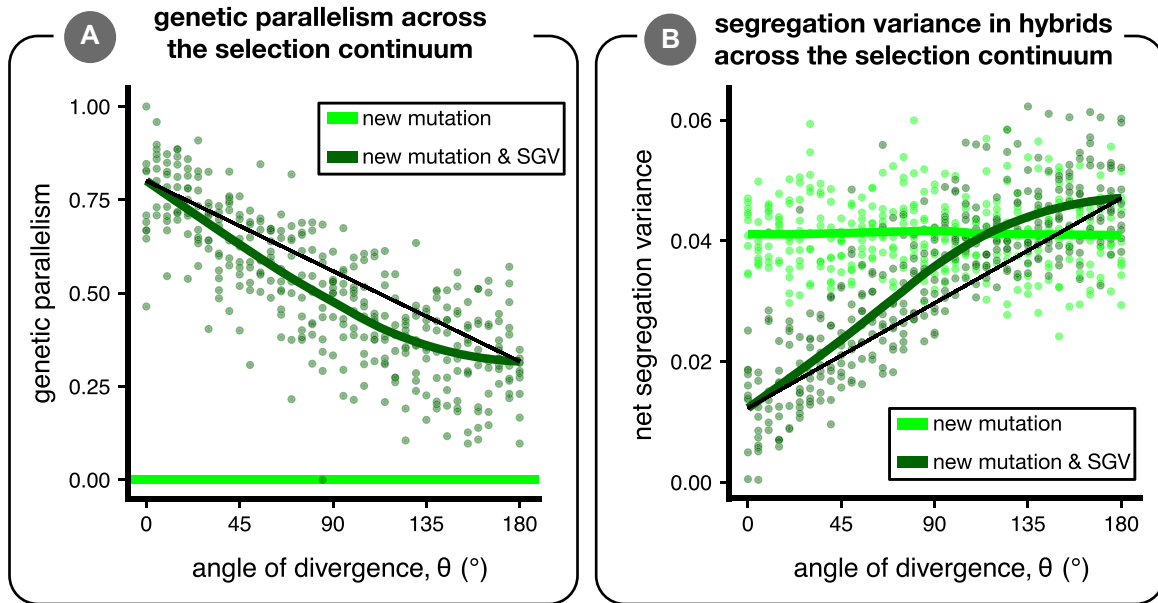 A
genetic parallelism across
the selection continuum
1.00
0.75
0.50
0.25
0.00
genetic parallelism
new mutation
new mutation & SGV
0
45
90
135
180
angle of divergence, θ (°)
B
segregation variance in hybrids
across the selection continuum
0.06
0.04
0.02
0.00
net segregation variance
new mutation
new mutation & SGV
0
45
90
135
180
angle of divergence, θ (°)